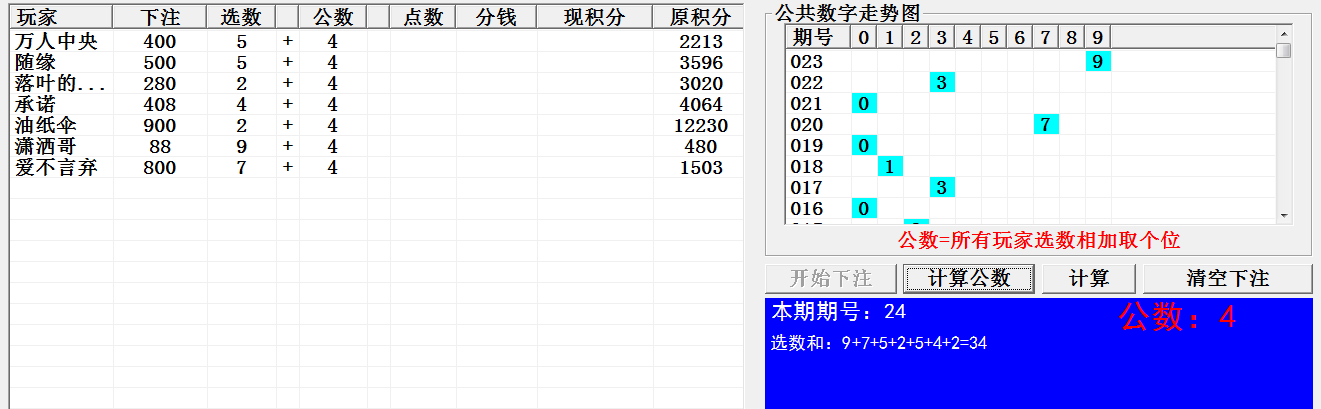 玩家 下注 选数 公数 点数 分钱 现积分 原积分
万人中央 400 5 + 4 2213
随缘 500 5 + 4 3596
落叶的... 280 2 + 4 3020
承诺 408 4 + 4 4064
油纸伞 900 2 + 4 12230
潇洒哥 88 9 + 4 480
爱不言弃 800 7 + 4 1503
公共数字走势图
期号 0 1 2 3 4 5 6 7 8 9
023 9
022 3
021 0
020 7
019 0
018 1
017 3
016 0
公数=所有玩家选数相加取个位
开始下注 计算公数 计算 清空下注
本期期号：24 公数：4
选数和：9+7+5+2+5+4+2=34